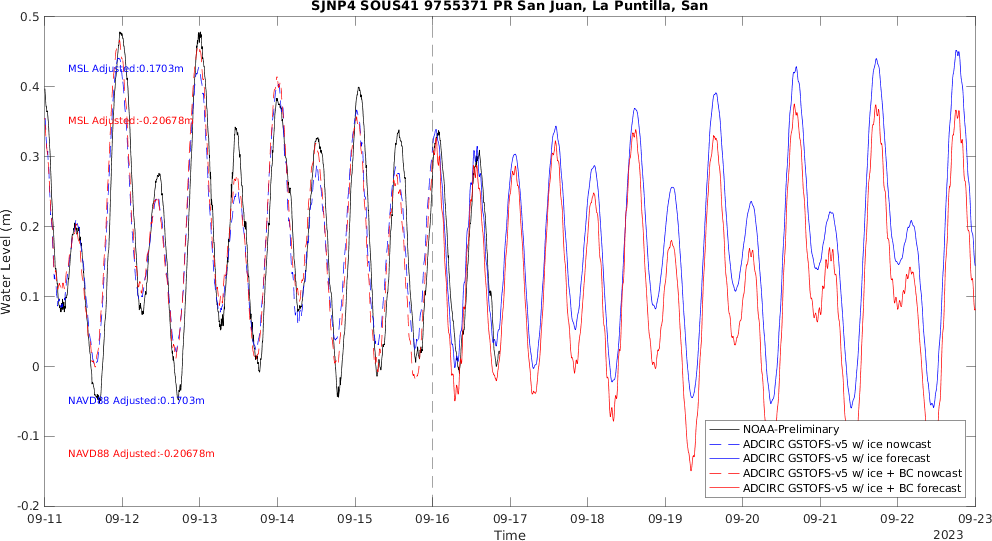 SJNP4 SOUS41 9755371 PR San Juan, La Puntilla, San
0.5
0.4
0.3
0.2
0.1
0
-0.1
-0.2
Water Level (m)
MSL Adjusted:0.1703m
MSL Adjusted:-0.20678m
NAVD88 Adjusted:0.1703m
NAVD88 Adjusted:-0.20678m
NOAA-Preliminary
ADCIRC GSTOFS-v5 w/ ice nowcast
ADCIRC GSTOFS-v5 w/ ice forecast
ADCIRC GSTOFS-v5 w/ ice + BC nowcast
ADCIRC GSTOFS-v5 w/ ice + BC forecast
09-11 09-12 09-13 09-14 09-15 09-16 09-17 09-18 09-19 09-20 09-21 09-22 09-23
Time
2023